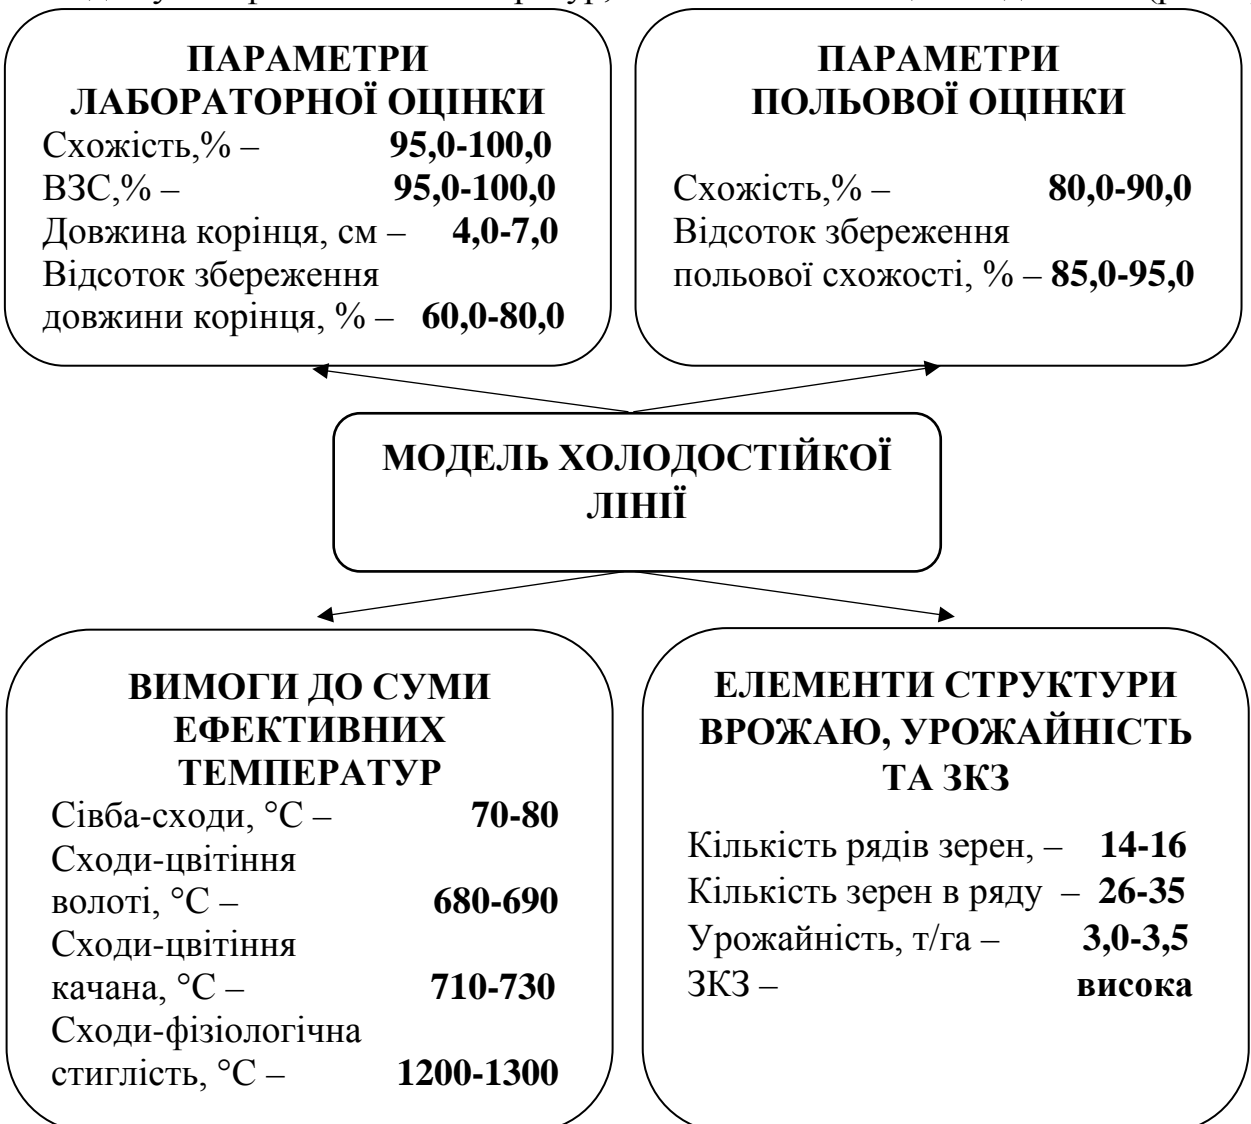 ПАРАМЕТРИ
ЛАБОРАТОРНОЇ ОЦІНКИ
Схожість,% – 95,0-100,0
ВЗС,% – 95,0-100,0
Довжина корінця, см – 4,0-7,0
Відсоток збереження
довжини корінця, % – 60,0-80,0
ПАРАМЕТРИ
ПОЛЬОВОЇ ОЦІНКИ
Схожість,% – 80,0-90,0
Відсоток збереження
польової схожості, % – 85,0-95,0
МОДЕЛЬ ХОЛОДОСТІЙКОЇ
ЛІНІЇ
ВИМОГИ ДО СУМИ
ЕФЕКТИВНИХ
ТЕМПЕРАТУР
Сівба-сходи, °С – 70-80
Сходи-цвітіння
волоті, °С – 680-690
Сходи-цвітіння
качана, °С – 710-730
Сходи-фізіологічна
стиглість, °С – 1200-1300
ЕЛЕМЕНТИ СТРУКТУРИ
ВРОЖАЮ, УРОЖАЙНІСТЬ
ТА ЗКЗ
Кількість рядів зерен, – 14-16
Кількість зерен в ряду – 26-35
Урожайність, т/га – 3,0-3,5
ЗКЗ – висока